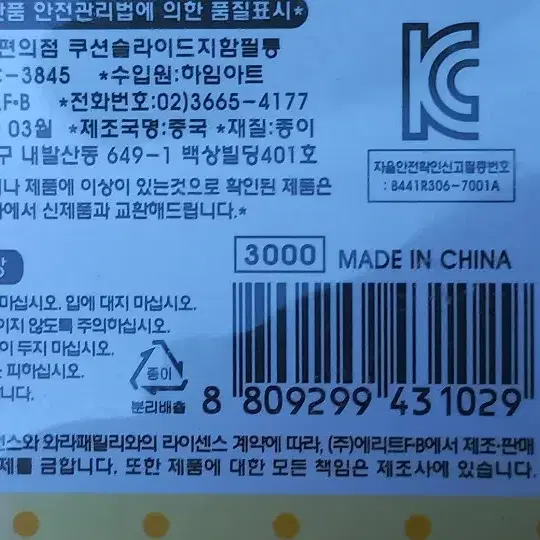 안전관리법에 의한 품질표시*
편의점 쿠션슬라이드지함필통
C-3845 *수입원:하임아트
F·B *전화번호:02)3665-4177
03월 *제조국명:중국 *재질:종이
구 내발산동 649-1 백상빌딩401호
나 제품에 이상이 있는것으로 확인된 제품은
에서 신제품과 교환해드립니다.*
KC
자율안전확인신고필증번호
: B441R306-7001A
3000 MADE IN CHINA
마십시오. 입에 대지 마십시오.
지 않도록 주의하십시오.
이 두지 마십시오.
피하십시오.
니다.
종이
분리배출
8 809299 431029
센스와 와라패밀리와의 라이센스 계약에 따라, (주)에리트F·B에서 제조·판매
제를 금합니다. 또한 제품에 대한 모든 책임은 제조사에 있습니다.